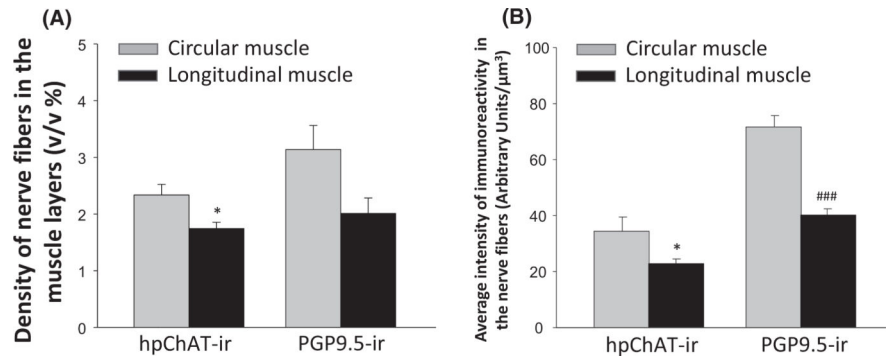 (A)
Density of nerve fibers in the
muscle layers (v/v %)
5
4
3
2
1
0
Circular muscle
Longitudinal muscle
*
hpChAT-ir
PGP9.5-ir
(B)
Average intensity of immunoreactivity in
the nerve fibers (Arbitrary Units/μm³)
100
80
60
40
20
0
Circular muscle
Longitudinal muscle
*
###
hpChAT-ir
PGP9.5-ir